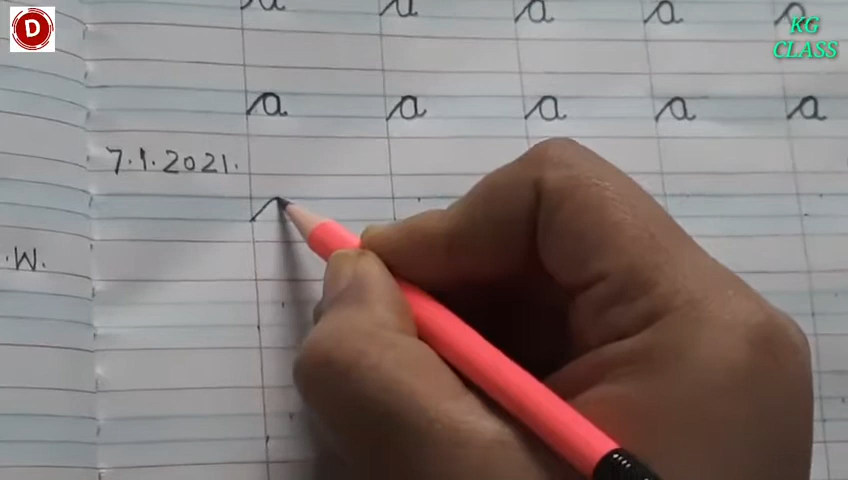 D
KG
CLASS
a a a a a
a a a a a
7.1.2021.
.W.